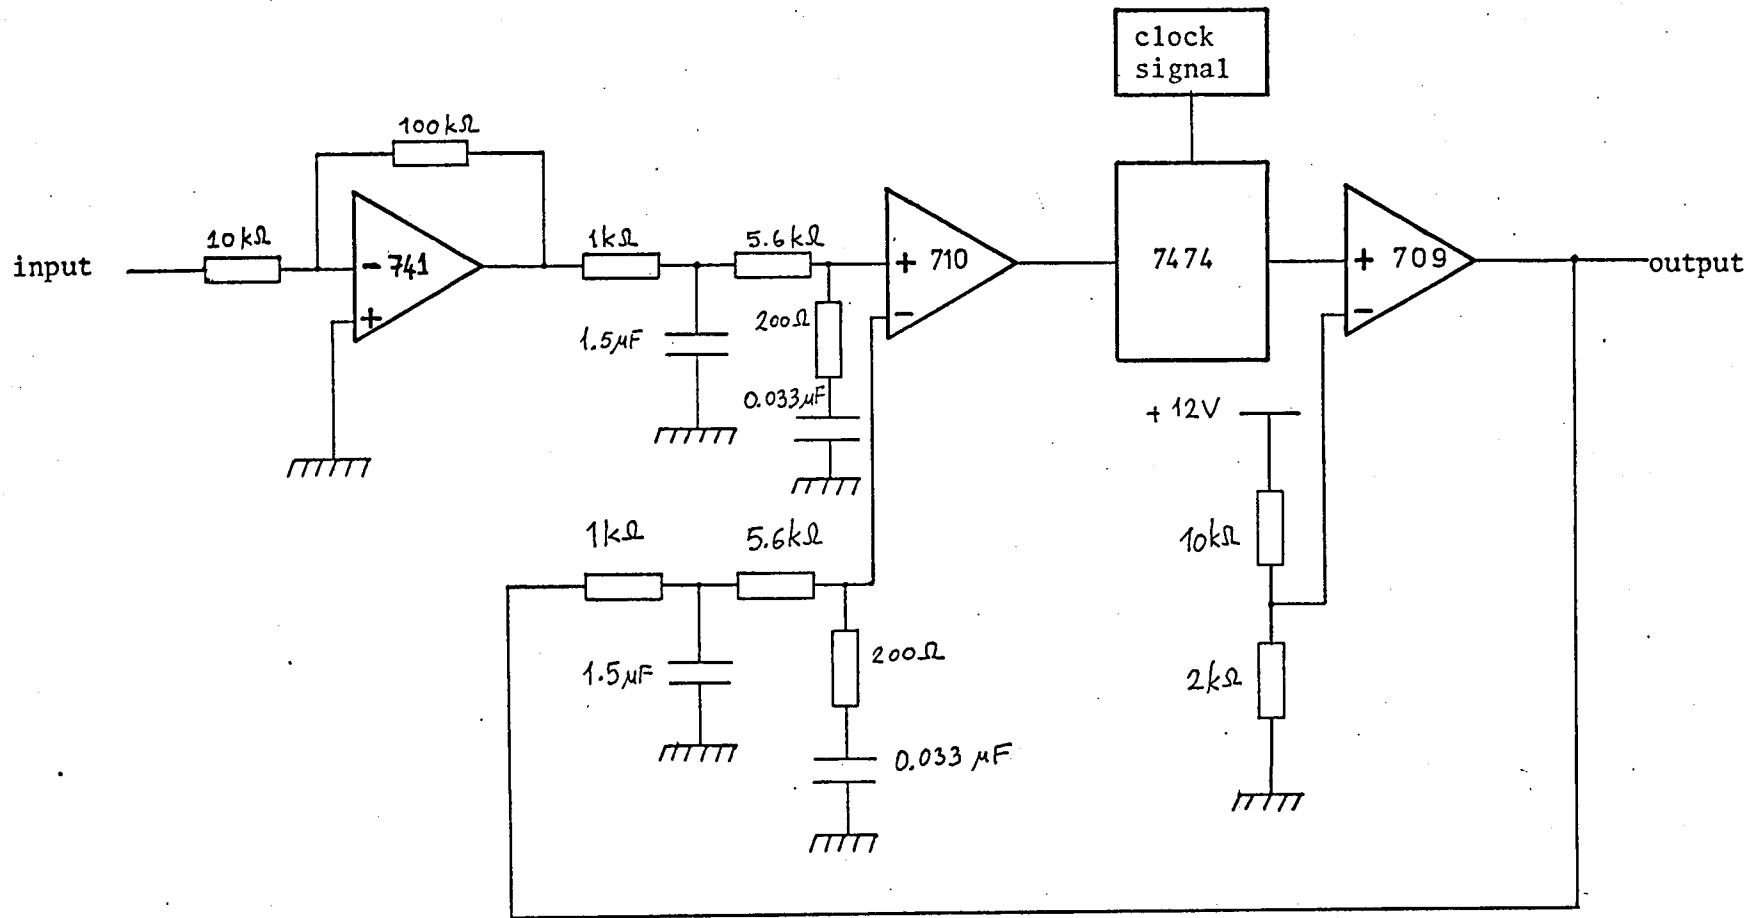 clock
signal
100kΩ
10kΩ
1kΩ
5.6kΩ
input
- 741
+
+ 710
-
7474
+ 709
-
output
1.5μF
200Ω
0.033μF
+ 12V
1kΩ
5.6kΩ
10kΩ
1.5μF
200Ω
2kΩ
0.033 μF